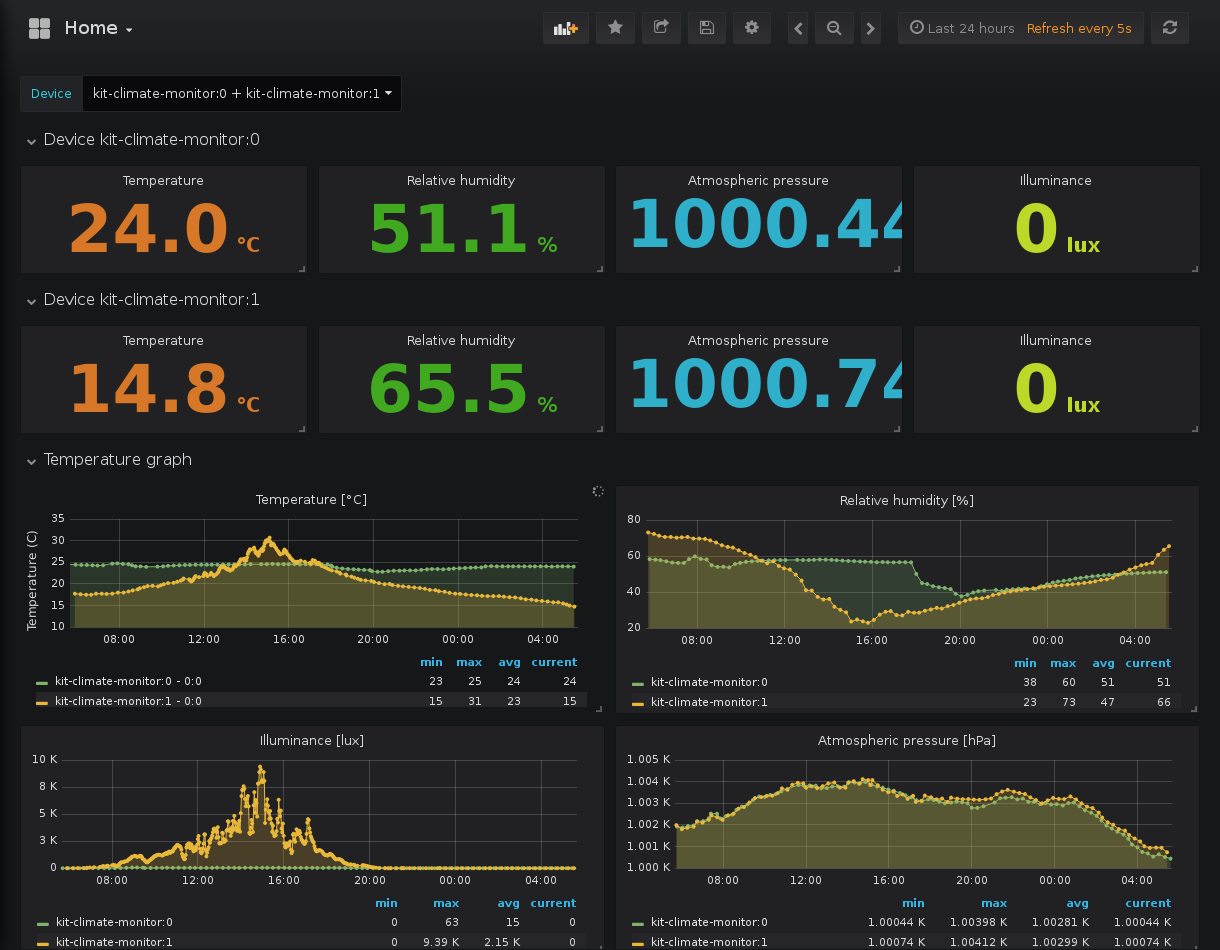 Home
Last 24 hours Refresh every 5s
Device kit-climate-monitor:0 + kit-climate-monitor:1
Device kit-climate-monitor:0
Temperature Relative humidity Atmospheric pressure Illuminance
24.0 °C 51.1 % 1000.44 0 lux
Device kit-climate-monitor:1
Temperature Relative humidity Atmospheric pressure Illuminance
14.8 °C 65.5 % 1000.74 0 lux
Temperature graph
Temperature [°C]
Temperature (C)
35
30
25
20
15
10
08:00 12:00 16:00 20:00 00:00 04:00
min max avg current
kit-climate-monitor:0 - 0:0 23 25 24 24
kit-climate-monitor:1 - 0:0 15 31 23 15
Relative humidity [%]
80
60
40
20
08:00 12:00 16:00 20:00 00:00 04:00
min max avg current
kit-climate-monitor:0 38 60 51 51
kit-climate-monitor:1 23 73 47 66
Illuminance [lux]
10 K
8 K
5 K
3 K
0
08:00 12:00 16:00 20:00 00:00 04:00
min max avg current
kit-climate-monitor:0 0 63 15 0
kit-climate-monitor:1 0 9.39 K 2.15 K 0
Atmospheric pressure [hPa]
1.005 K
1.004 K
1.003 K
1.002 K
1.001 K
1.000 K
08:00 12:00 16:00 20:00 00:00 04:00
min max avg current
kit-climate-monitor:0 1.00044 K 1.00398 K 1.00281 K 1.00044 K
kit-climate-monitor:1 1.00074 K 1.00412 K 1.00299 K 1.00074 K